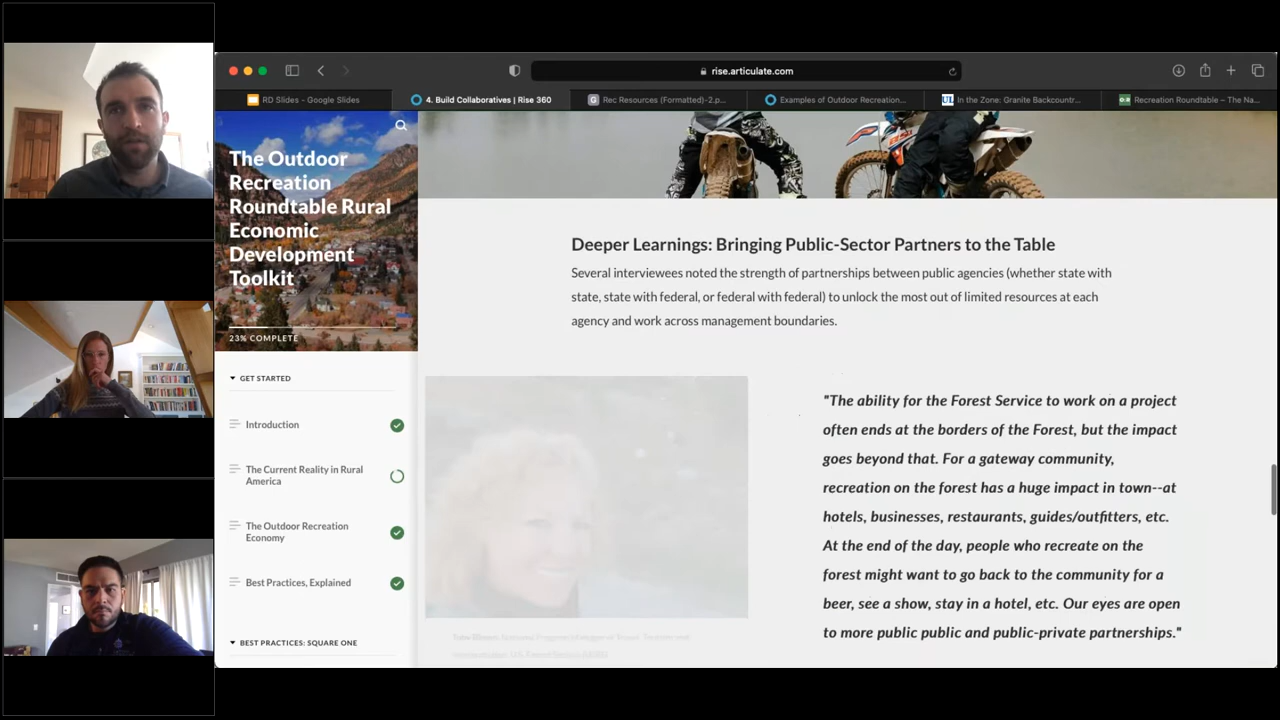 rise.articulate.com
RD Slides - Google Slides
4. Build Collaboratives | Rise 360
Rec Resources (Formatted)-2.p...
Examples of Outdoor Recreation...
In the Zone: Granite Backcountr...
Recreation Roundtable – The Na...
The Outdoor
Recreation
Roundtable Rural
Economic
Development
Toolkit
23% COMPLETE
GET STARTED
Introduction
The Current Reality in Rural
America
The Outdoor Recreation
Economy
Best Practices, Explained
BEST PRACTICES: SQUARE ONE
Deeper Learnings: Bringing Public-Sector Partners to the Table
Several interviewees noted the strength of partnerships between public agencies (whether state with
state, state with federal, or federal with federal) to unlock the most out of limited resources at each
agency and work across management boundaries.
"The ability for the Forest Service to work on a project
often ends at the borders of the Forest, but the impact
goes beyond that. For a gateway community,
recreation on the forest has a huge impact in town--at
hotels, businesses, restaurants, guides/outfitters, etc.
At the end of the day, people who recreate on the
forest might want to go back to the community for a
beer, see a show, stay in a hotel, etc. Our eyes are open
to more public public and public-private partnerships."